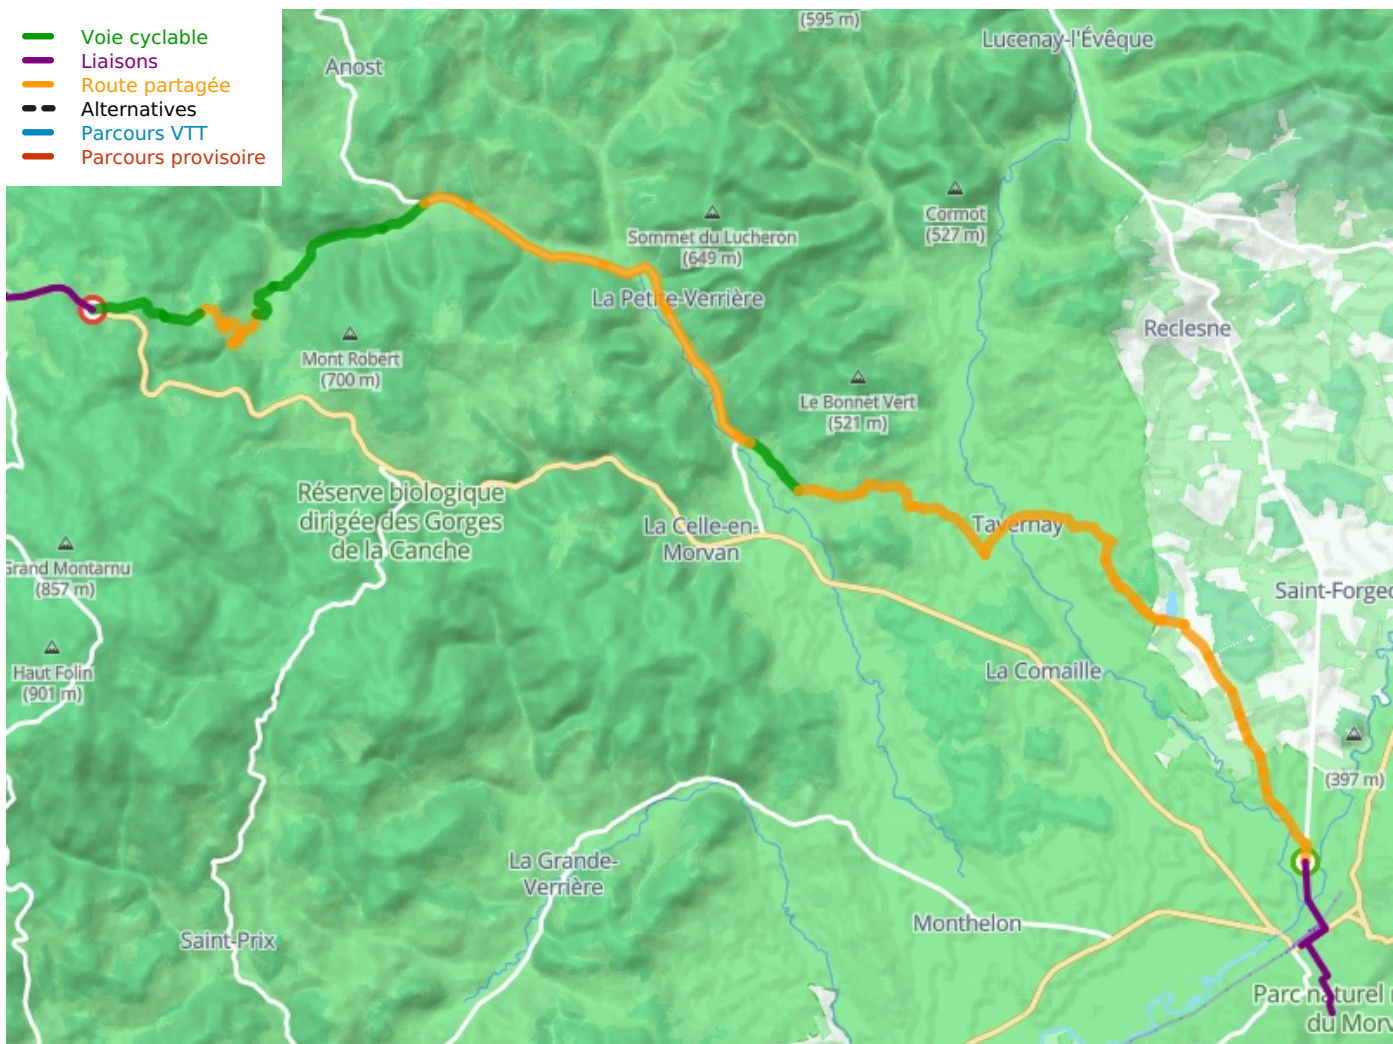 Voie cyclable
Liaisons
Route partagée
Alternatives
Parcours VTT
Parcours provisoire
(595 m)
Lucenay-l'Évêque
Anost
Cormot
(527 m)
Sommet du Lucheron
(649 m)
La Petite-Verrière
Reclesne
Mont Robert
(700 m)
Le Bonnet Vert
(521 m)
Réserve biologique
dirigée des Gorges
de la Canche
La Celle-en-
Morvan
Tavernay
Grand Montarnu
(857 m)
Saint-Forgeo
Haut Folin
(901 m)
La Comaille
(397 m)
La Grande-
Verrière
Monthelon
Saint-Prix
Parc naturel r
du Morv